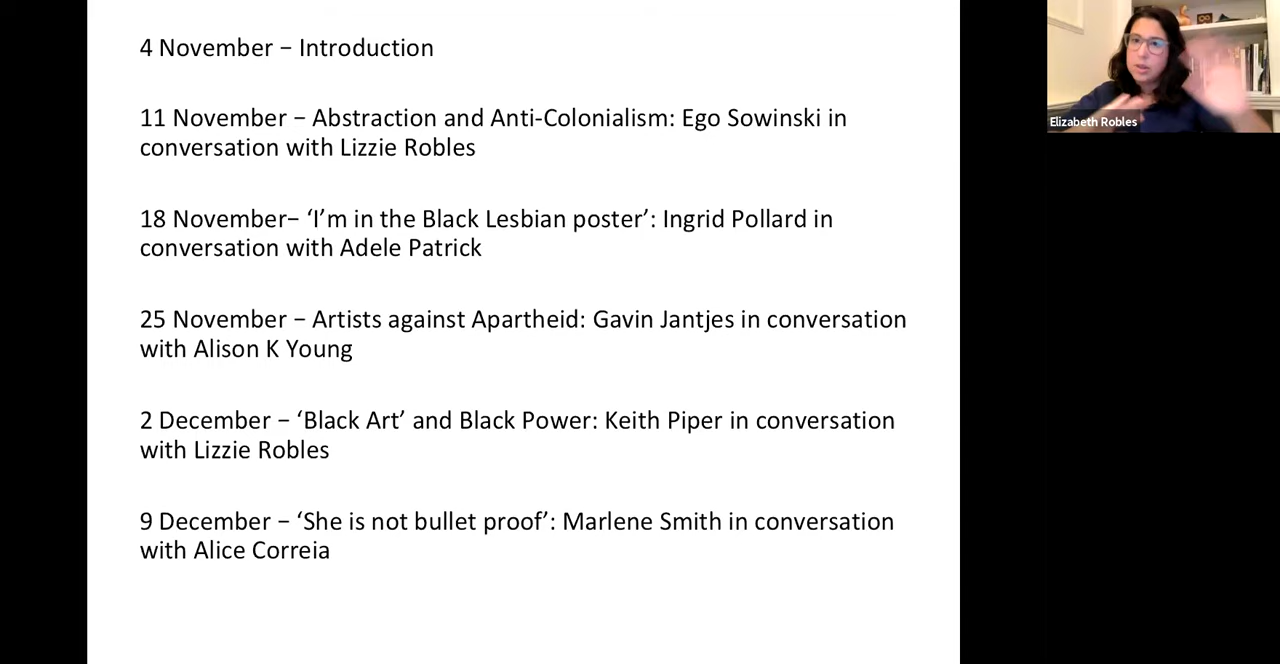 4 November – Introduction
11 November – Abstraction and Anti-Colonialism: Ego Sowinski in
conversation with Lizzie Robles
18 November– ‘I’m in the Black Lesbian poster’: Ingrid Pollard in
conversation with Adele Patrick
25 November – Artists against Apartheid: Gavin Jantjes in conversation
with Alison K Young
2 December – ‘Black Art’ and Black Power: Keith Piper in conversation
with Lizzie Robles
9 December – ‘She is not bullet proof’: Marlene Smith in conversation
with Alice Correia
Elizabeth Robles